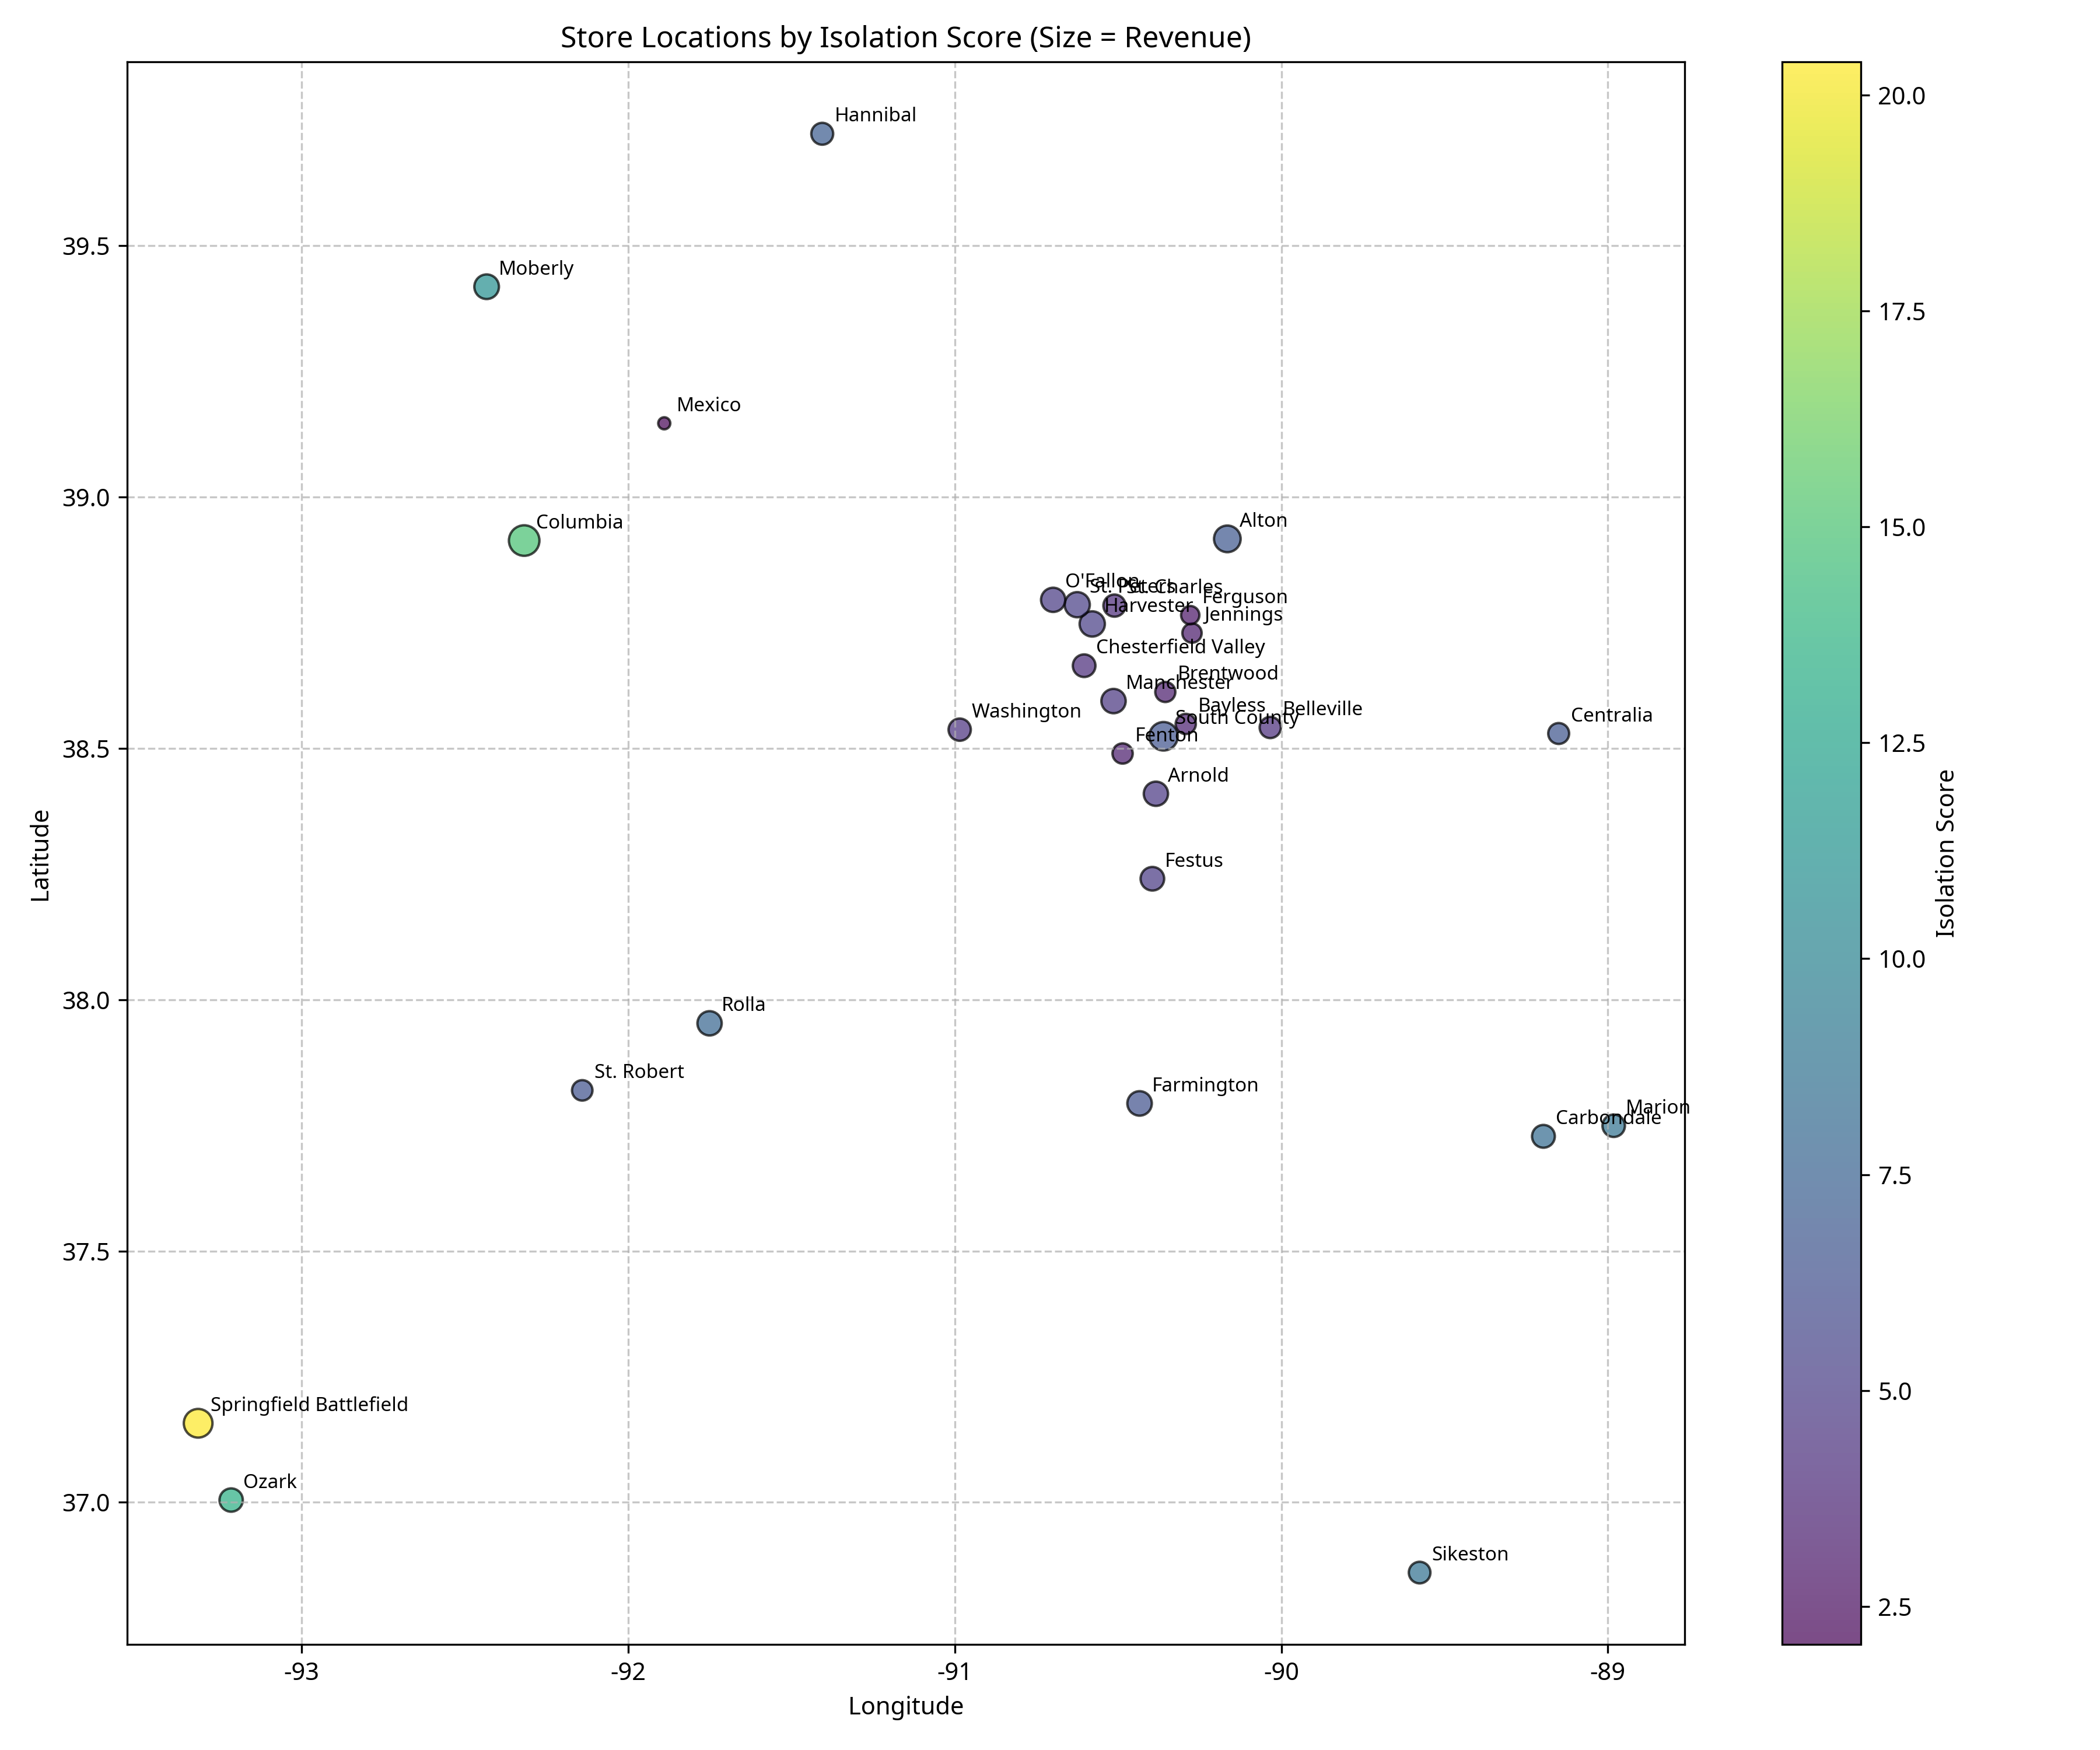 Store Locations by Isolation Score (Size = Revenue)
Hannibal
39.5
Moberly
Mexico
39.0
Columbia
Alton
O'Fallon
St. Peters
St. Charles
Ferguson
Harvester
Jennings
Chesterfield Valley
Brentwood
Manchester
Bayless
Belleville
Washington
South County
Centralia
38.5
Fenton
Arnold
Festus
38.0
Rolla
St. Robert
Farmington
Marion
Carbondale
37.5
Springfield Battlefield
Ozark
37.0
Sikeston
-93
-92
-91
-90
-89
Longitude
Latitude
20.0
17.5
15.0
12.5
10.0
7.5
5.0
2.5
Isolation Score